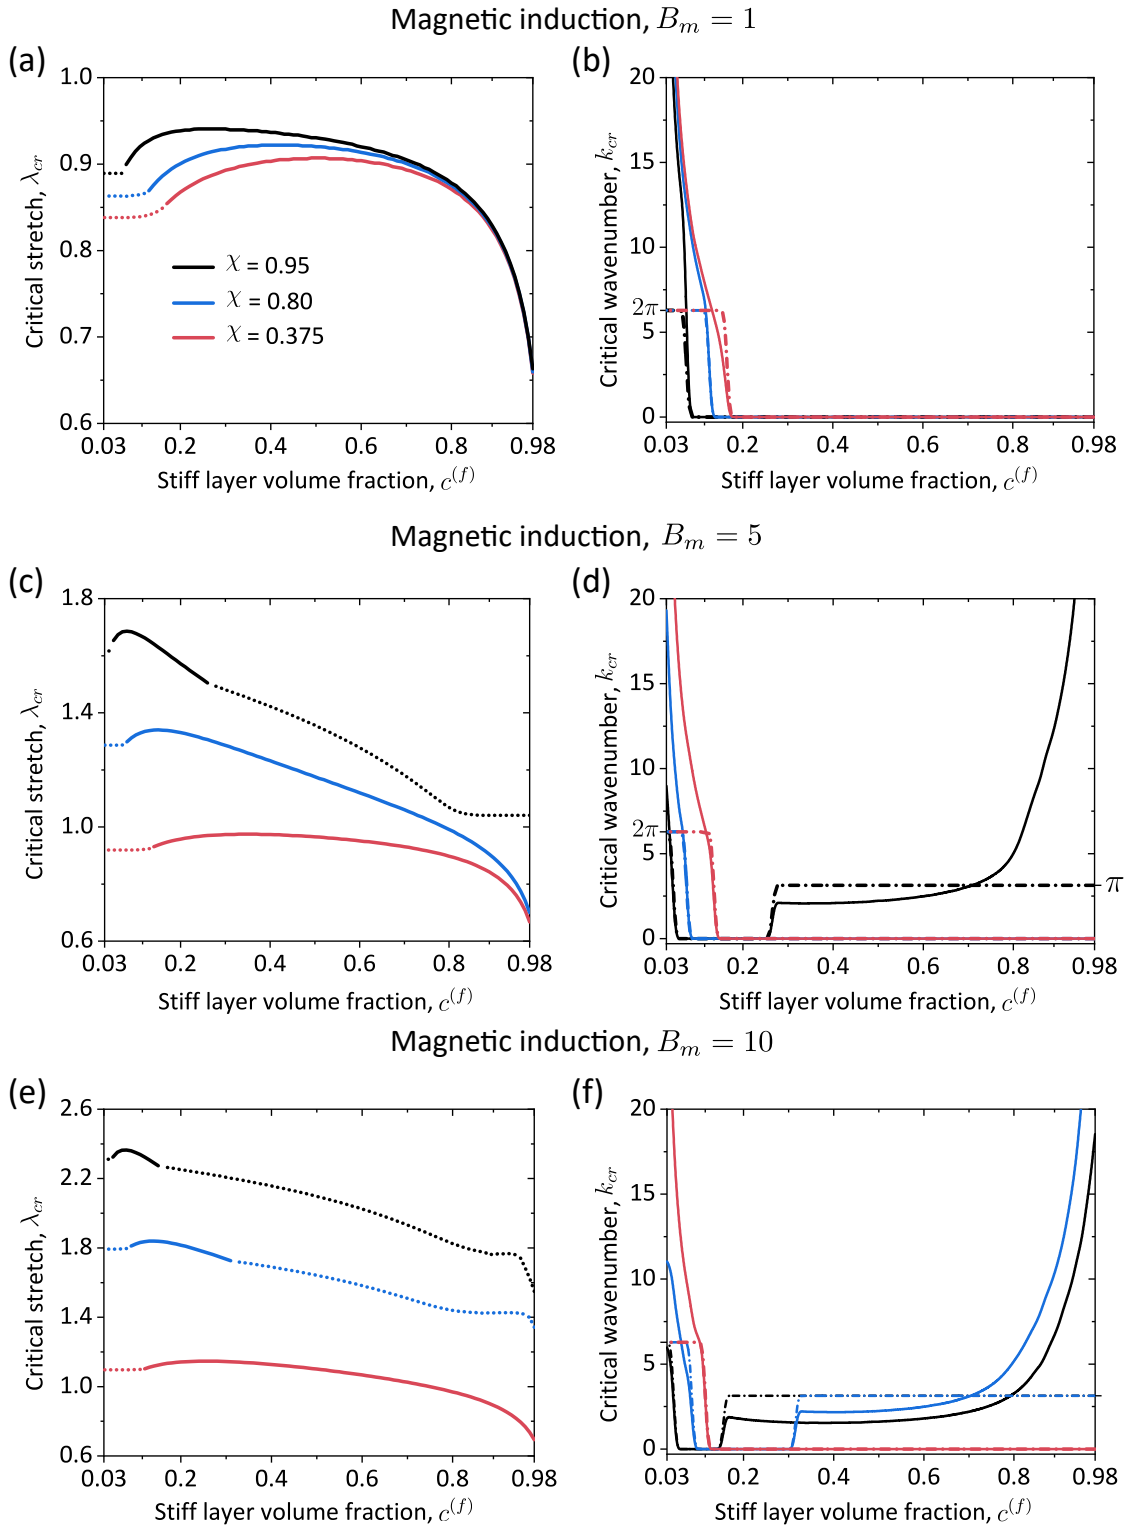 Magnetic induction, B_m = 1
(a)
1.0
0.9
0.8
0.7
0.6
Critical stretch, λ_cr
χ = 0.95
χ = 0.80
χ = 0.375
0.03 0.2 0.4 0.6 0.8 0.98
Stiff layer volume fraction, c^(f)
(b)
20
15
10
2π
5
0
Critical wavenumber, k_cr
0.03 0.2 0.4 0.6 0.8 0.98
Stiff layer volume fraction, c^(f)
Magnetic induction, B_m = 5
(c)
1.8
1.4
1.0
0.6
Critical stretch, λ_cr
0.03 0.2 0.4 0.6 0.8 0.98
Stiff layer volume fraction, c^(f)
(d)
20
15
10
2π
5
0
π
Critical wavenumber, k_cr
0.03 0.2 0.4 0.6 0.8 0.98
Stiff layer volume fraction, c^(f)
Magnetic induction, B_m = 10
(e)
2.6
2.2
1.8
1.4
1.0
0.6
Critical stretch, λ_cr
0.03 0.2 0.4 0.6 0.8 0.98
Stiff layer volume fraction, c^(f)
(f)
20
15
10
5
0
Critical wavenumber, k_cr
0.03 0.2 0.4 0.6 0.8 0.98
Stiff layer volume fraction, c^(f)